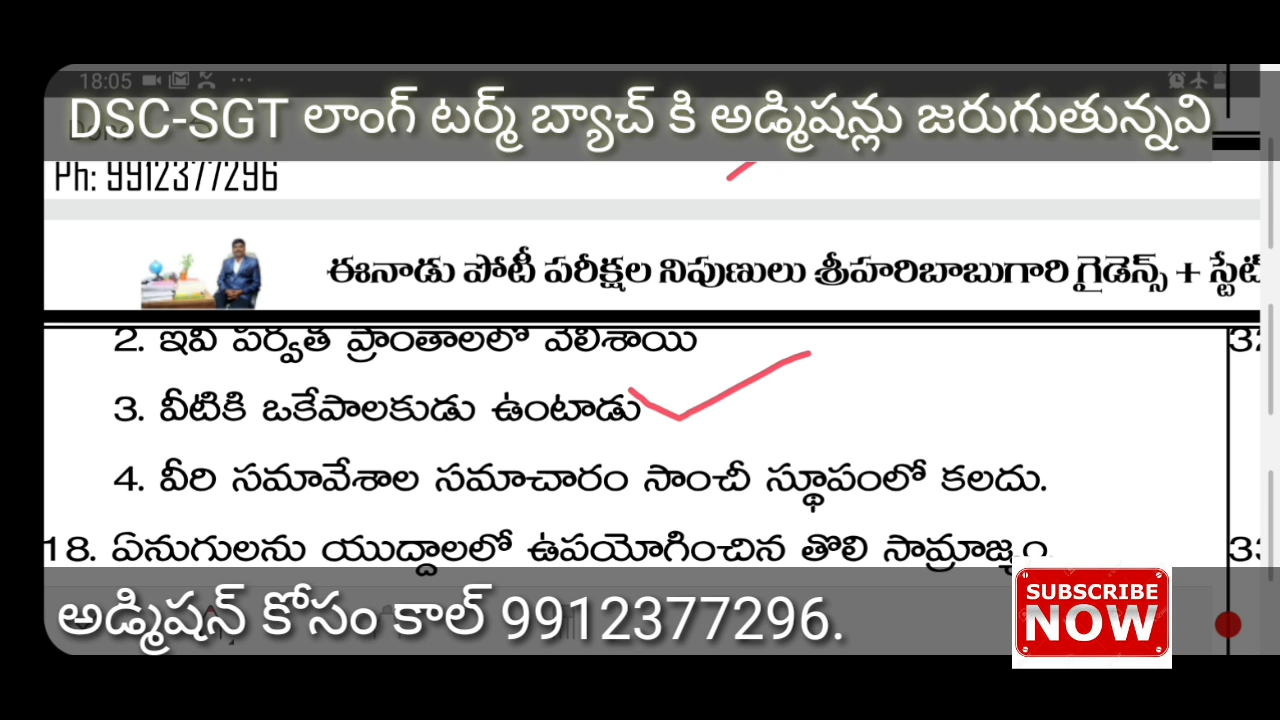 18:05
DSC-SGT లాంగ్ టర్మ్ బ్యాచ్ కి అడ్మిషన్లు జరుగుతున్నవి
Ph: 9912377296
ఈనాడు పోటీ పరీక్షల నిపుణులు శ్రీహరిబాబుగారి గైడెన్స్ + స్టేట్
2. ఇవి పర్వత ప్రాంతాలలో వెలిశాయి
3. వీటికి ఒకేపాలకుడు ఉంటాడు
4. వీరి సమావేశాల సమాచారం సాంచీ స్థూపంలో కలదు.
18. ఏనుగులను యుద్దాలలో ఉపయోగించిన తొలి సామ్రాజ్యం
అడ్మిషన్ కోసం కాల్ 9912377296.
SUBSCRIBE
NOW